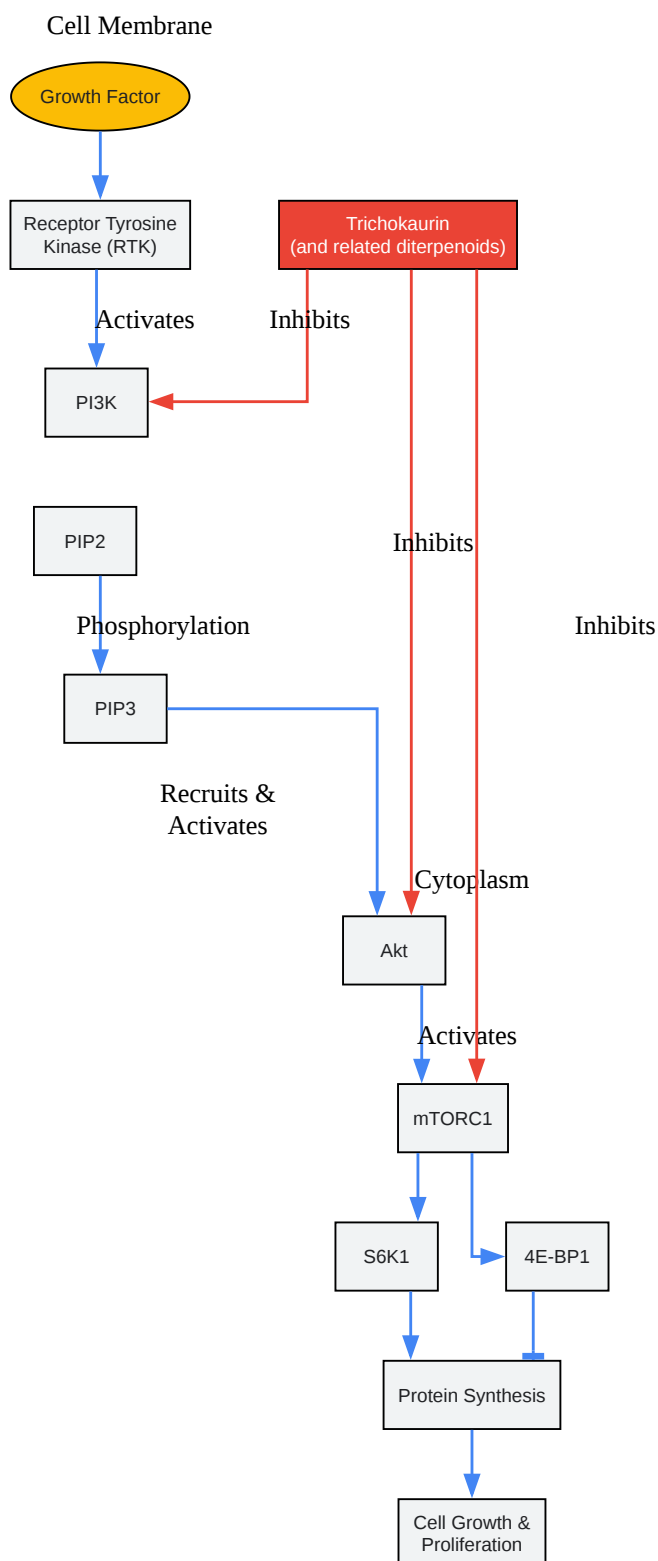 Cell Membrane
Growth Factor
Receptor Tyrosine
Kinase (RTK)
Trichokaurin
(and related diterpenoids)
Activates
Inhibits
PI3K
PIP2
Inhibits
Phosphorylation
Inhibits
PIP3
Recruits &
Activates
Cytoplasm
Akt
Activates
mTORC1
S6K1
4E-BP1
Protein Synthesis
Cell Growth &
Proliferation